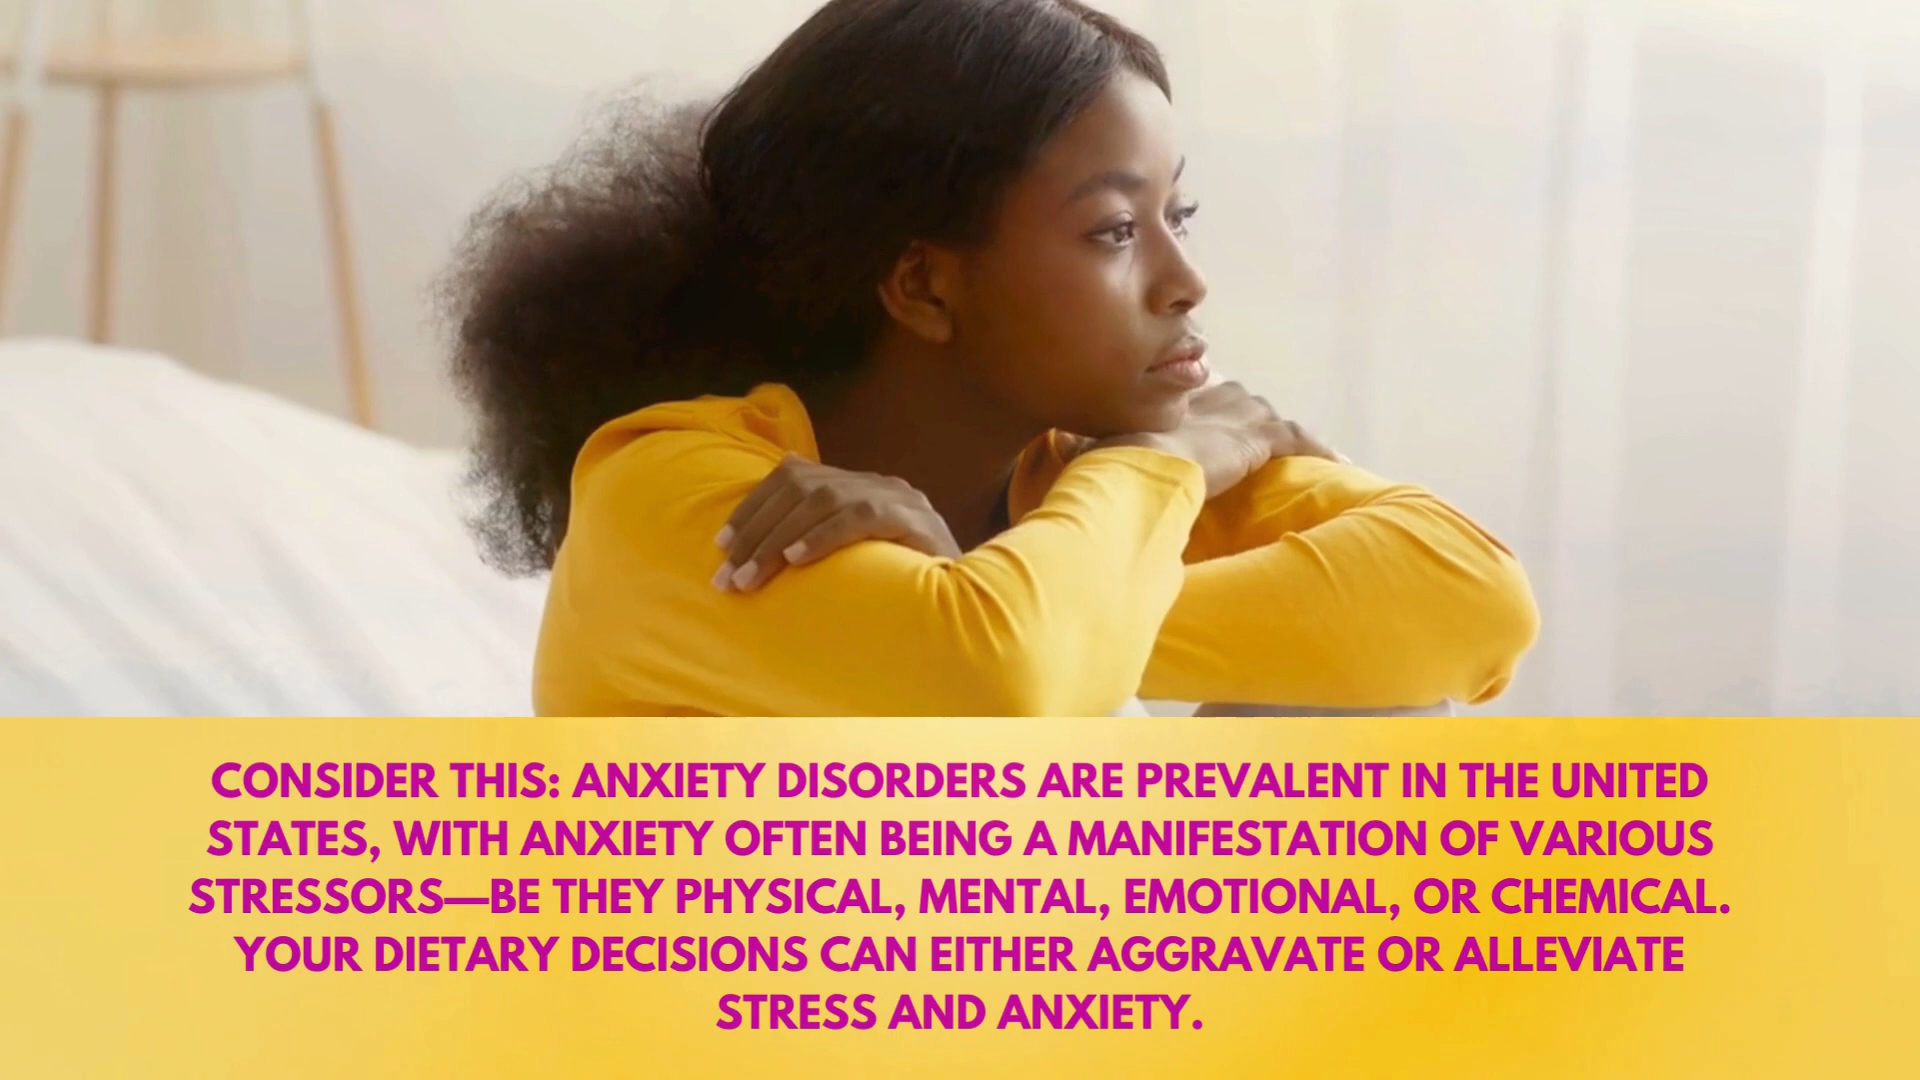 CONSIDER THIS: ANXIETY DISORDERS ARE PREVALENT IN THE UNITED
STATES, WITH ANXIETY OFTEN BEING A MANIFESTATION OF VARIOUS
STRESSORS—BE THEY PHYSICAL, MENTAL, EMOTIONAL, OR CHEMICAL.
YOUR DIETARY DECISIONS CAN EITHER AGGRAVATE OR ALLEVIATE
STRESS AND ANXIETY.